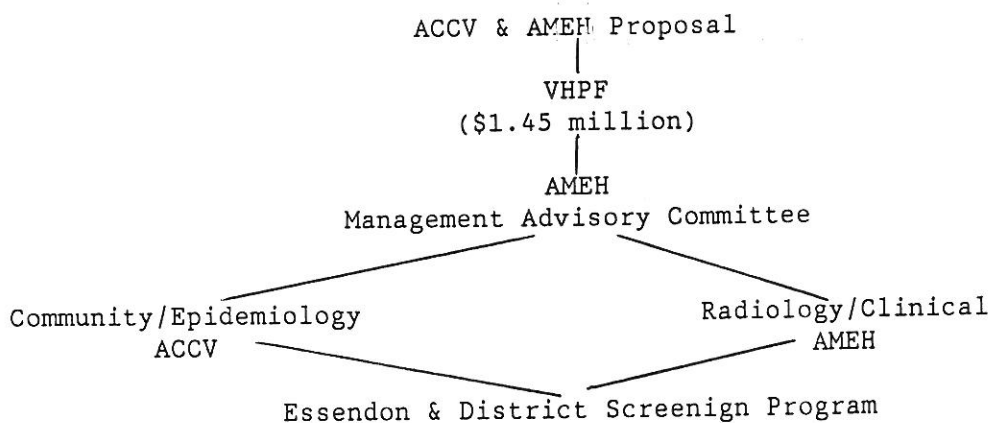 ACCV & AMEH Proposal
VHPF
($1.45 million)
AMEH
Management Advisory Committee
Community/Epidemiology
ACCV
Radiology/Clinical
AMEH
Essendon & District Screenign Program